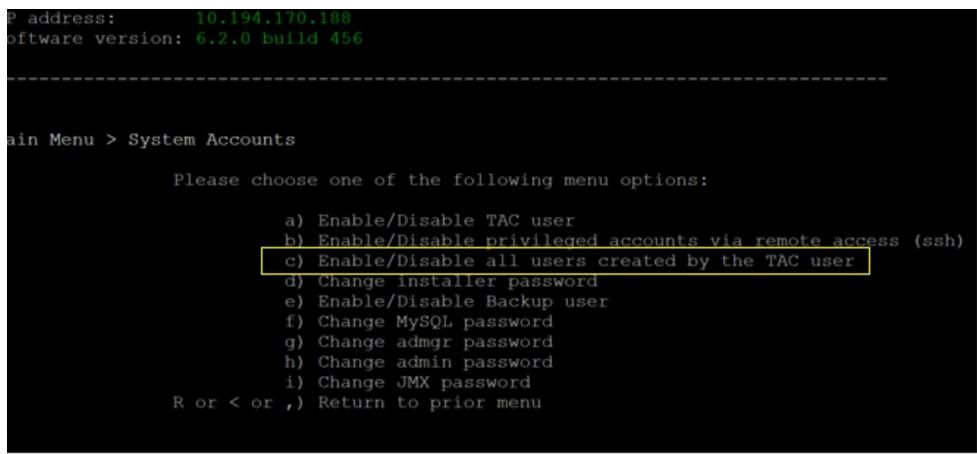 P address: 10.194.170.188
oftware version: 6.2.0 build 456
--------------------------------------------------------------------------------
ain Menu > System Accounts
Please choose one of the following menu options:
a) Enable/Disable TAC user
b) Enable/Disable privileged accounts via remote access (ssh)
c) Enable/Disable all users created by the TAC user
d) Change installer password
e) Enable/Disable Backup user
f) Change MySQL password
g) Change admgr password
h) Change admin password
i) Change JMX password
R or < or ,) Return to prior menu